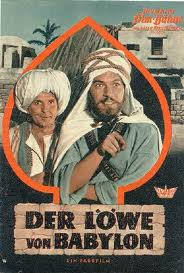 DER LÖWE
VON BABYLON
EIN FARBFILM